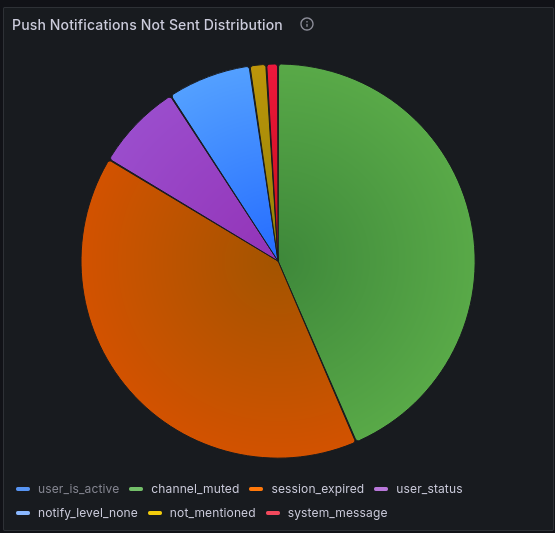 Push Notifications Not Sent Distribution
user_is_active channel_muted session_expired user_status
notify_level_none not_mentioned system_message